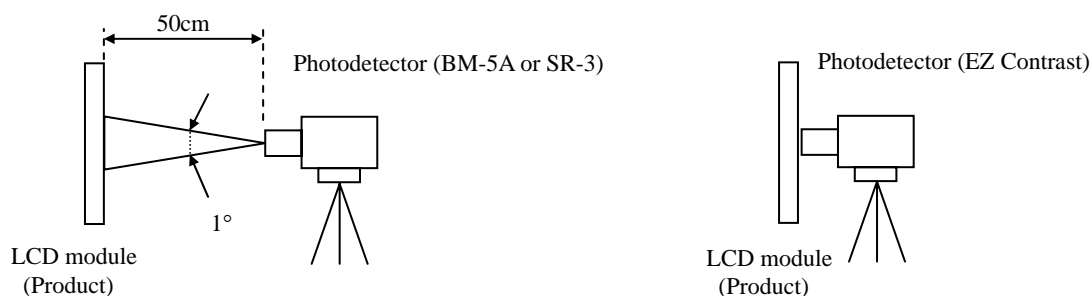 50cm
Photodetector (BM-5A or SR-3)
1°
LCD module
(Product)
Photodetector (EZ Contrast)
LCD module
(Product)